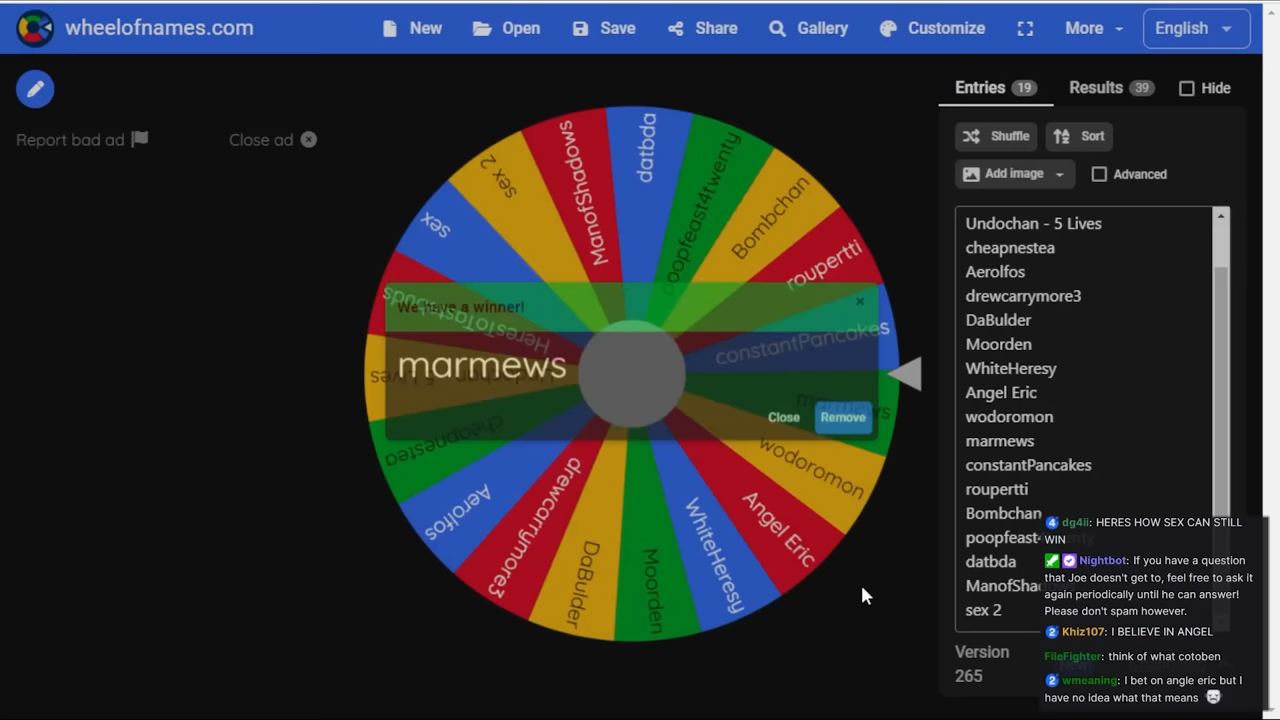 wheelofnames.com
New
Open
Save
Share
Gallery
Customize
More
English
Report bad ad
Close ad
Entries 19
Results 39
Hide
Shuffle
Sort
Add image
Advanced
Undochan - 5 Lives
cheapnestea
Aerolfos
drewcarrymore3
DaBulder
Moorden
WhiteHeresy
Angel Eric
wodoromon
marmews
constantPancakes
roupertti
Bombchan
poopfeast
datbda
ManofSha
sex 2
Version
265
datbda
poopfeast4twenty
Bombchan
roupertti
constantPancakes
marmews
wodoromon
Angel Eric
WhiteHeresy
Moorden
DaBulder
drewcarrymore3
Aerolfos
cheapnestea
5 Lives
sex
sex 2
ManofShadows
We have a winner!
marmews
Close
Remove
4 dg4ii: HERES HOW SEX CAN STILL
WIN
Nightbot: If you have a question
that Joe doesn't get to, feel free to ask it
again periodically until he can answer!
Please don't spam however.
2 Khiz107: I BELIEVE IN ANGEL
FileFighter: think of what cotoben
2 wmeaning: I bet on angle eric but I
have no idea what that means